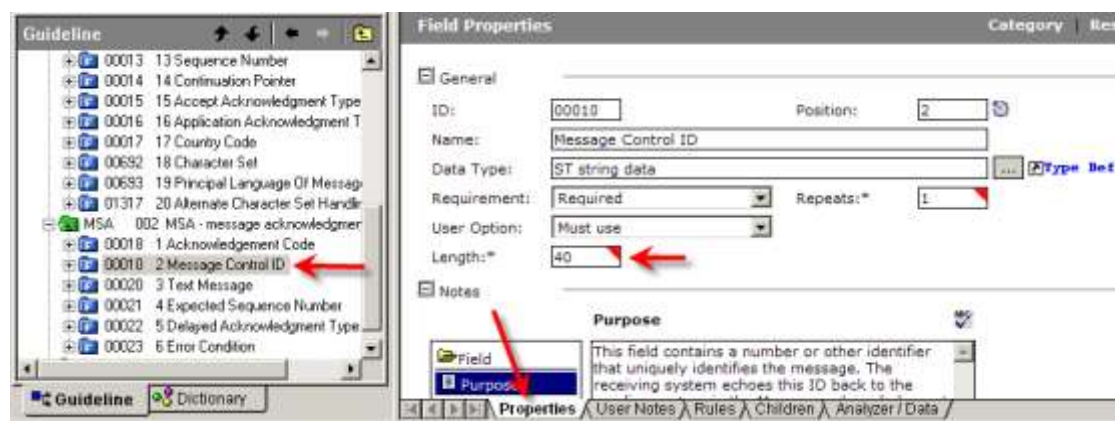 Guideline
00013 13 Sequence Number
00014 14 Continuation Pointer
00015 15 Accept Acknowledgment Type
00016 16 Application Acknowledgment T
00017 17 Country Code
00692 18 Character Set
00693 19 Principal Language Of Messag
01317 20 Alternate Character Set Handlin
MSA 002 MSA - message acknowledgmer
00018 1 Acknowledgement Code
00010 2 Message Control ID
00020 3 Text Message
00021 4 Expected Sequence Number
00022 5 Delayed Acknowledgment Type
00023 6 Error Condition
Guideline Dictionary
Field Properties Category | Res
General
ID: 00010 Position: 2
Name: Message Control ID
Data Type: ST string data ... Type Def
Requirement: Required Repeats:* 1
User Option: Must use
Length:* 40
Notes
Purpose
Field
Purpose
This field contains a number or other identifier
that uniquely identifies the message. The
receiving system echoes this ID back to the
Properties User Notes Rules Children Analyzer / Data